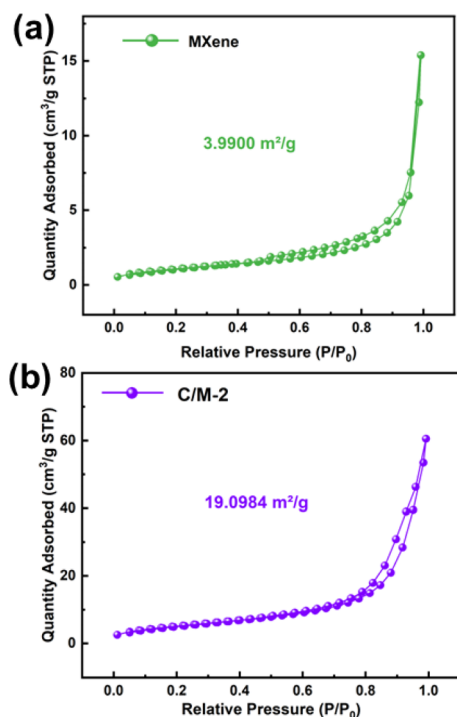 (a)
MXene
3.9900 m²/g
Quantity Adsorbed (cm³/g STP)
15
10
5
0
0.0 0.2 0.4 0.6 0.8 1.0
Relative Pressure (P/P₀)
(b)
C/M-2
19.0984 m²/g
Quantity Adsorbed (cm³/g STP)
80
60
40
20
0
0.0 0.2 0.4 0.6 0.8 1.0
Relative Pressure (P/P₀)